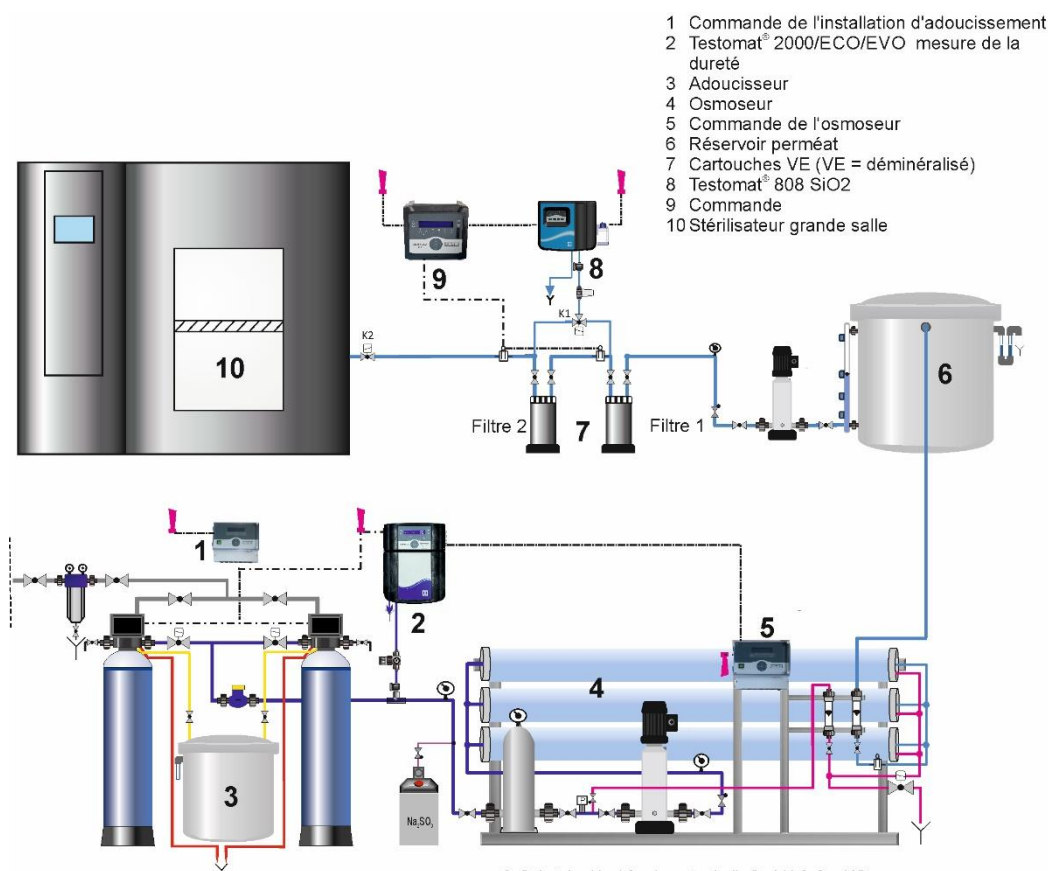 1 Commande de l'installation d'adoucissement
2 Testomat® 2000/ECO/EVO mesure de la
dureté
3 Adoucisseur
4 Osmoseur
5 Commande de l'osmoseur
6 Réservoir perméat
7 Cartouches VE (VE = déminéralisé)
8 Testomat® 808 SiO2
9 Commande
10 Stérilisateur grande salle
9
8
Y
K1
K2
10
6
Filtre 2
7
Filtre 1
1
2
5
4
3
Na₂SO₃
P